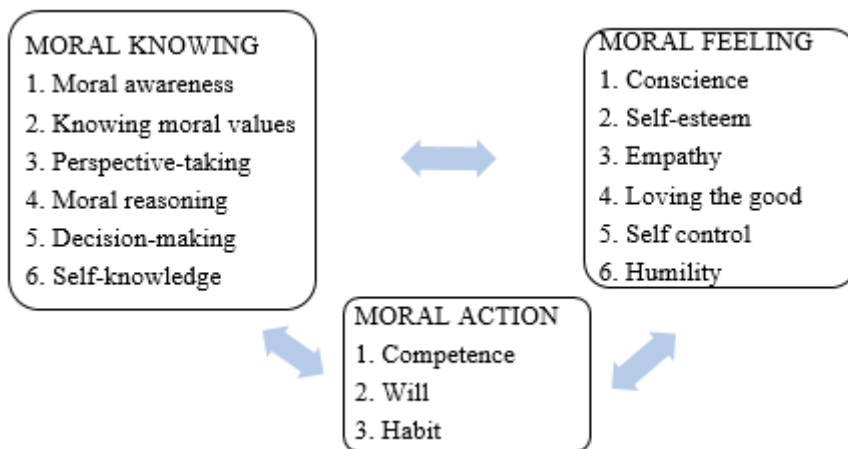 MORAL KNOWING
1. Moral awareness
2. Knowing moral values
3. Perspective-taking
4. Moral reasoning
5. Decision-making
6. Self-knowledge
MORAL FEELING
1. Conscience
2. Self-esteem
3. Empathy
4. Loving the good
5. Self control
6. Humility
MORAL ACTION
1. Competence
2. Will
3. Habit